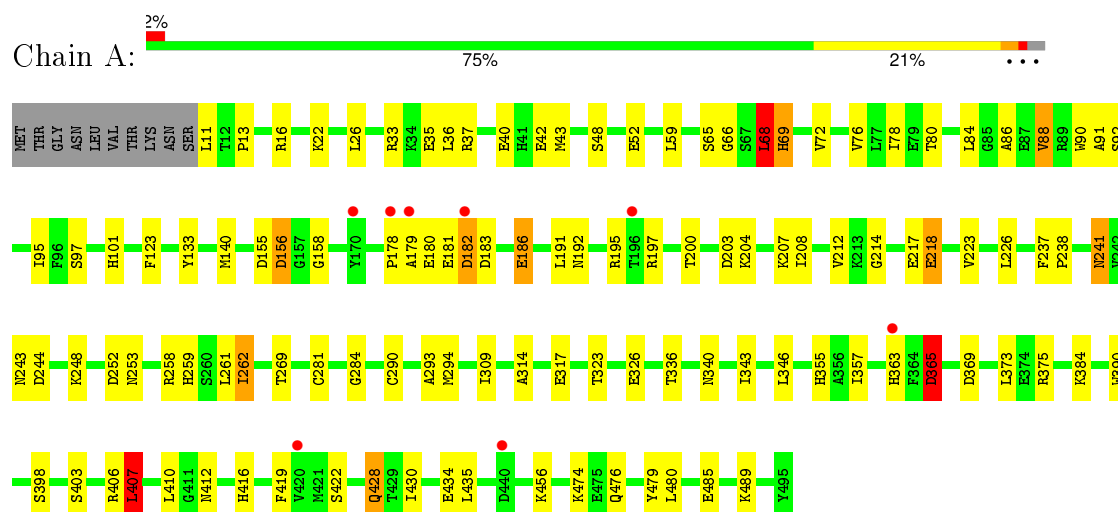 2%
Chain A:
75% 21% • • •
MET THR GLY ASN LEU VAL THR LYS ASN SER L11 T12 P13 R16 K22 L26 R33 K34 E35 L36 R37 E40 H41 E42 M43 S48 E52 L59 S65 G66 S67 L68 H69 V72 V76 L77 I78 E79 T80 L84 G85 A86 E87 V88 R89 W90 A91 S92
I95 F96 S97 H101 F123 Y133 M140 D155 D156 G157 G158 Y170 P178 A179 E180 E181 D182 D183 E186 L191 N192 R195 T196 R197 T200 D203 K204 K207 I208 V212 K213 G214 E217 E218 V223 L226 F237 P238 N241
N243 D244 K248 D252 N253 R258 H259 S260 L261 I262 T269 C281 G284 C290 A293 M294 I309 A314 E317 T323 E326 T336 N340 I343 L346 H355 A356 I357 H363 F364 D365 D369 L373 E374 R375 K384
S398 S403 R406 L407 L410 G411 N412 H416 F419 V420 M421 S422 Q428 T429 I430 E434 L435 D440 K456 K474 E475 Q476 Y479 L480 E485 K489 Y495